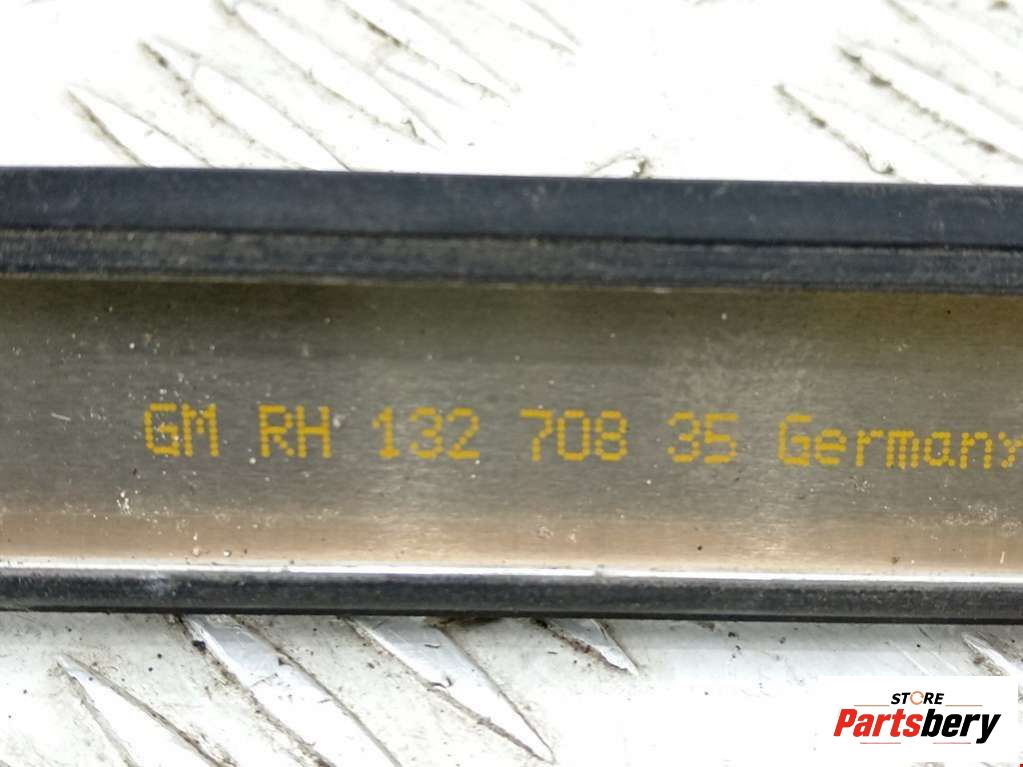 GM RH 132 708 35 Germany
STORE
Partsbery